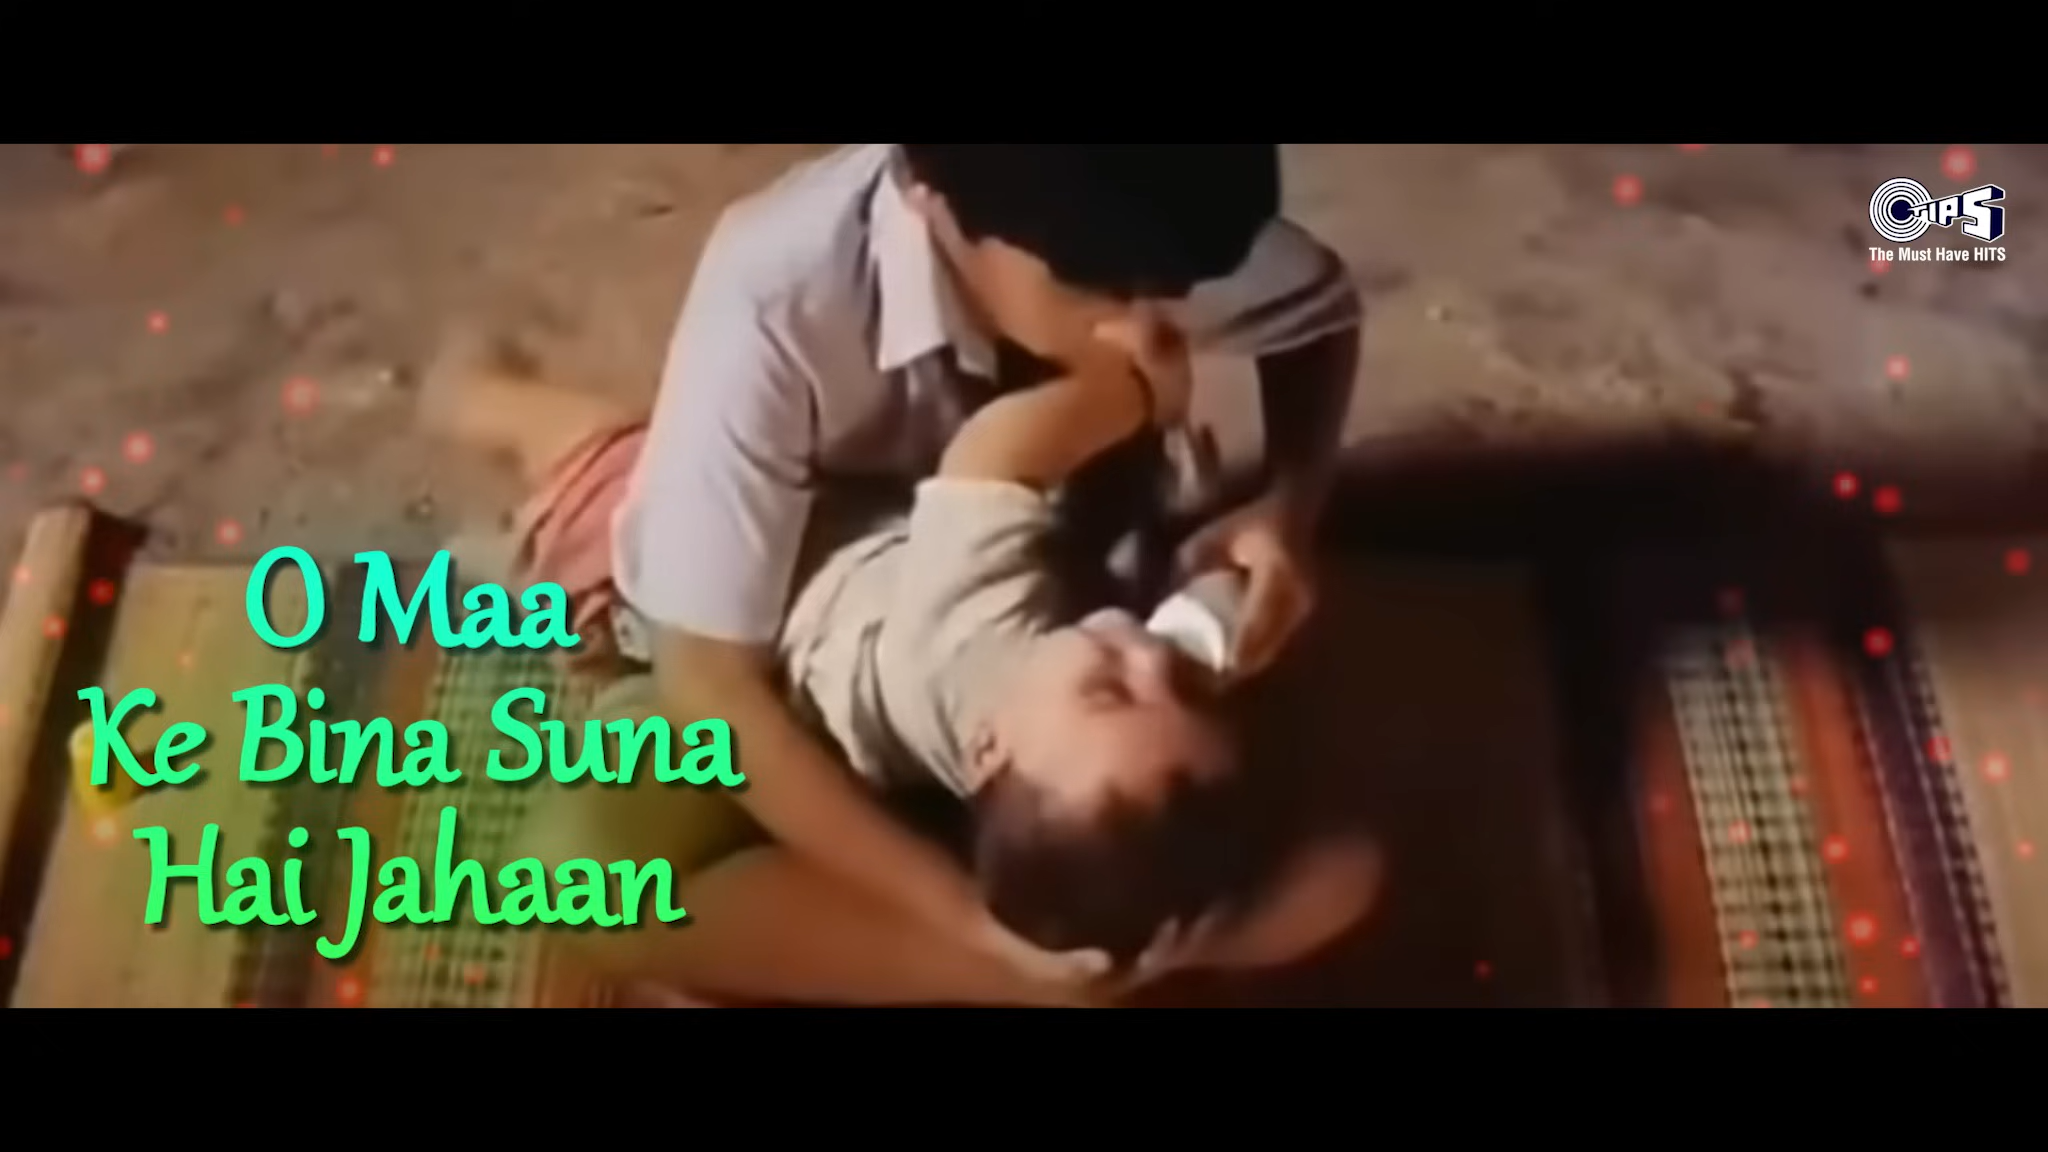 TIPS
The Must Have HITS
O Maa
Ke Bina Suna
Hai Jahaan